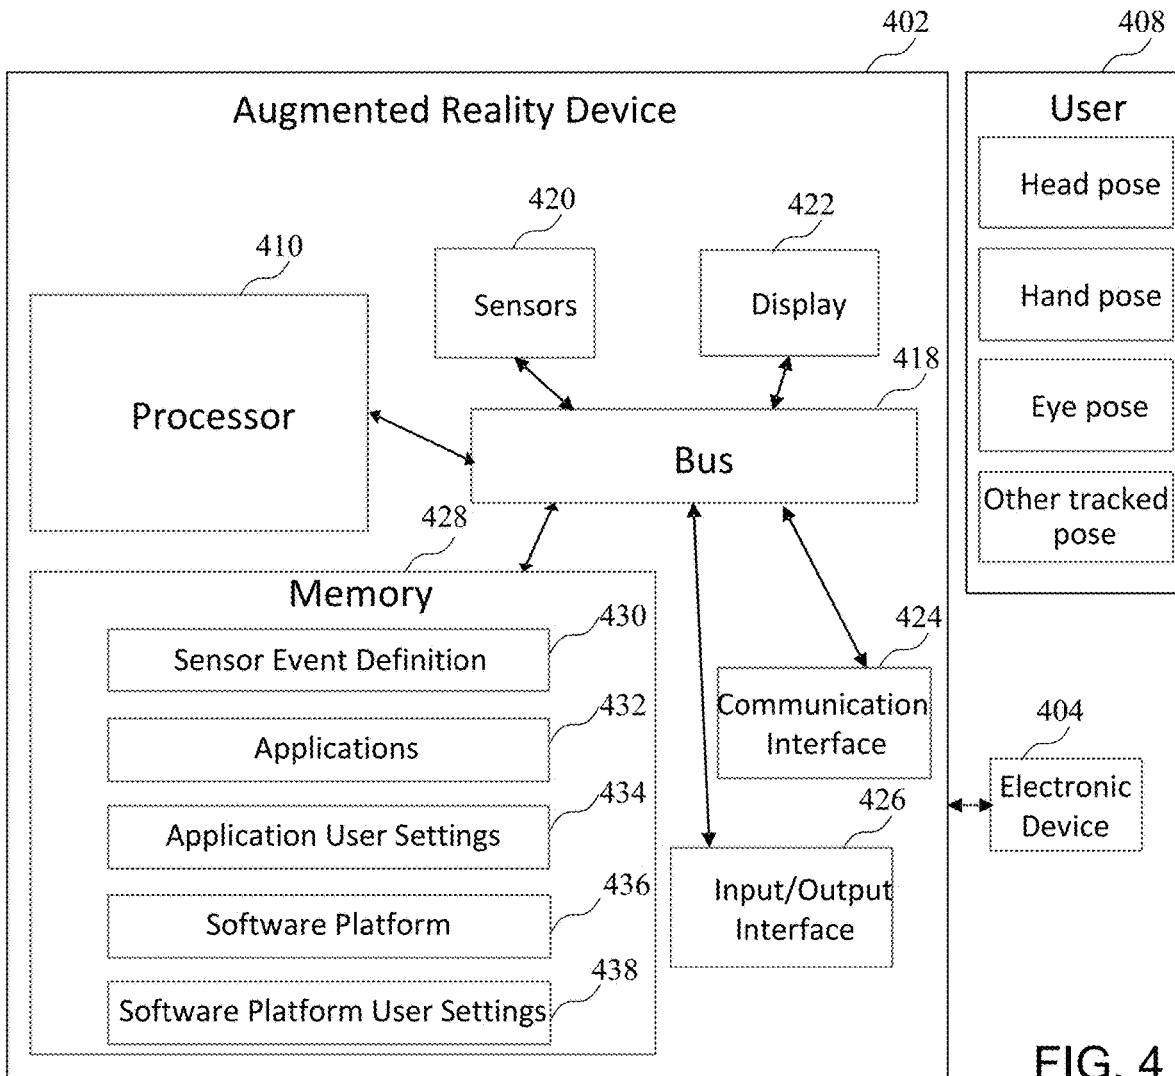 402
408
Augmented Reality Device
User
Head pose
420
422
410
Sensors
Display
Hand pose
418
Processor
Bus
Eye pose
Other tracked
pose
428
Memory
430
Sensor Event Definition
424
432
Communication
Interface
Applications
404
434
Electronic
Device
Application User Settings
426
436
Input/Output
Interface
Software Platform
438
Software Platform User Settings
FIG. 4